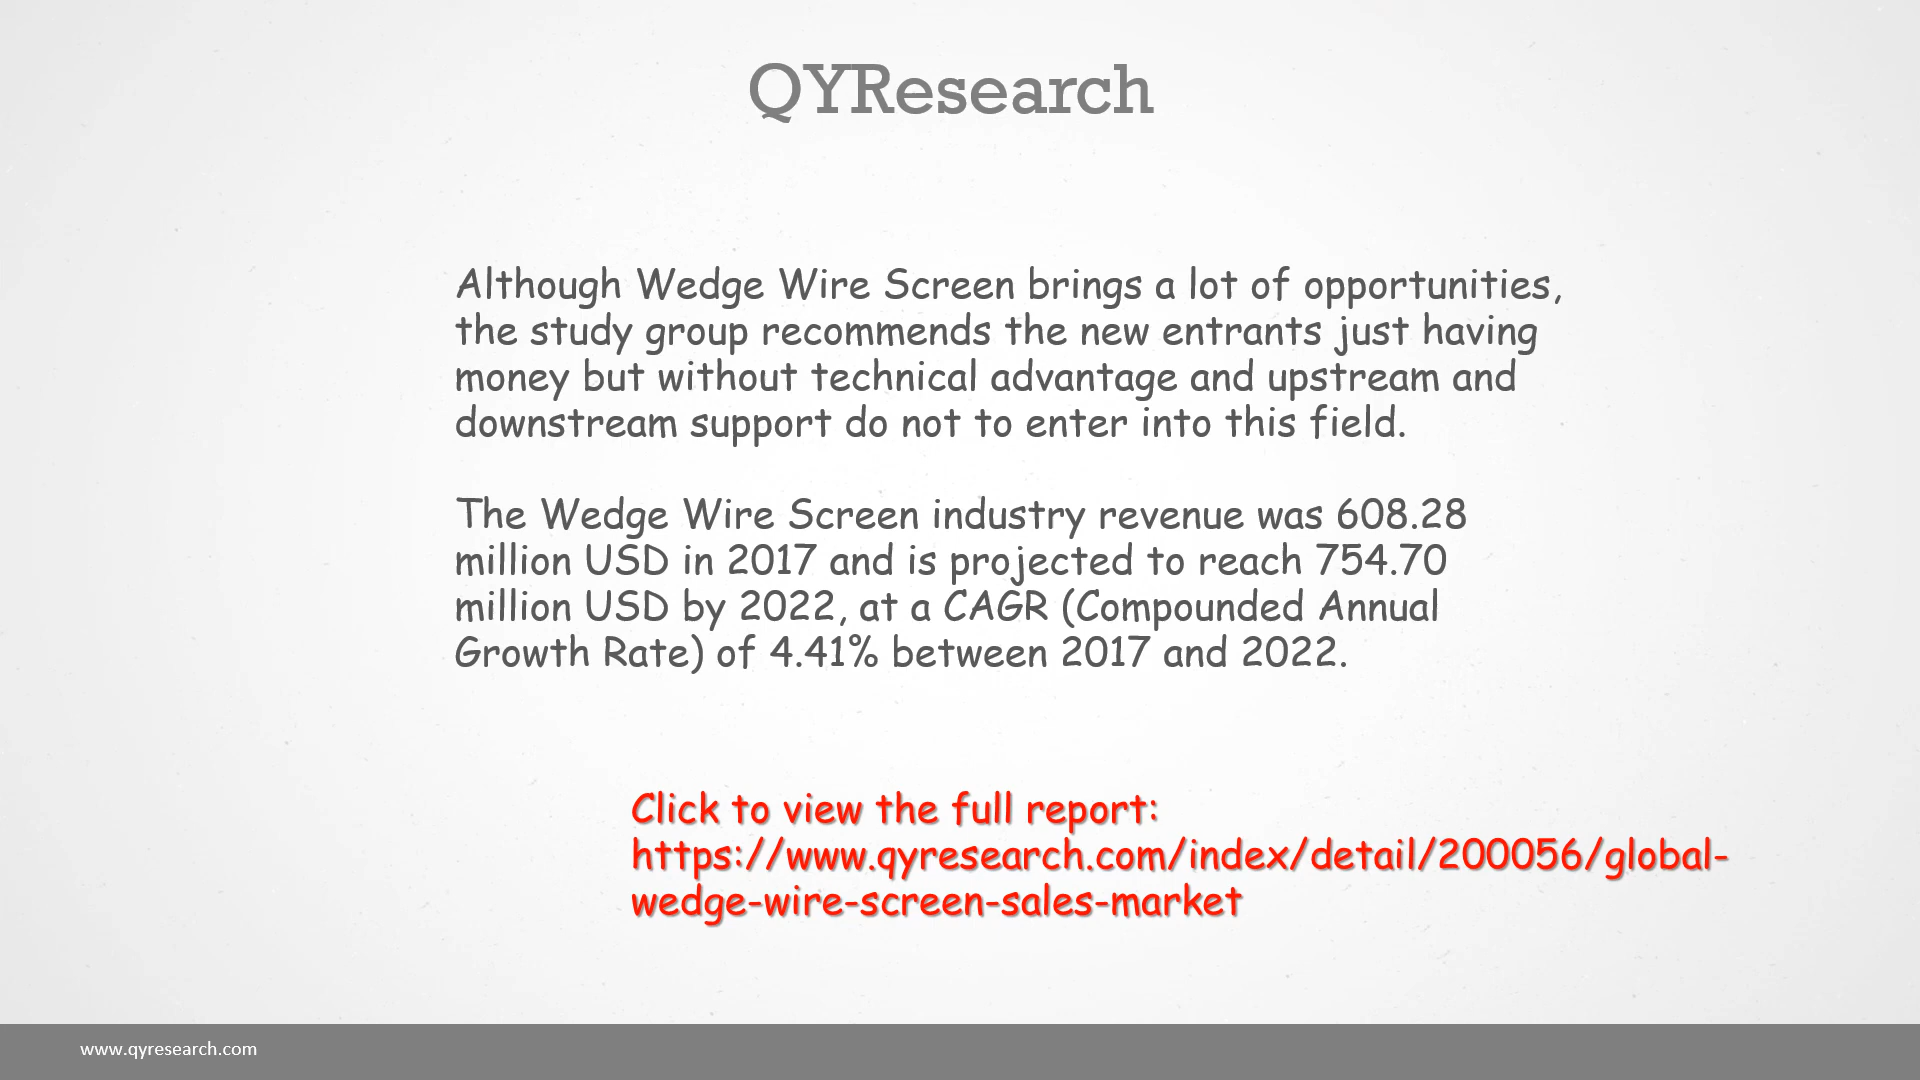 QYResearch
Although Wedge Wire Screen brings a lot of opportunities,
the study group recommends the new entrants just having
money but without technical advantage and upstream and
downstream support do not to enter into this field.
The Wedge Wire Screen industry revenue was 608.28
million USD in 2017 and is projected to reach 754.70
million USD by 2022, at a CAGR (Compounded Annual
Growth Rate) of 4.41% between 2017 and 2022.
Click to view the full report:
https://www.qyresearch.com/index/detail/200056/global-
wedge-wire-screen-sales-market
www.qyresearch.com